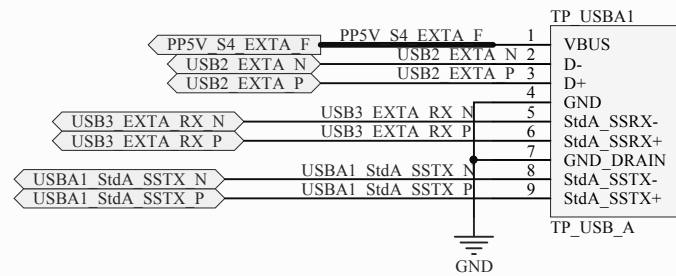 TP_USBA1
PP5V_S4_EXTA_F PP5V_S4_EXTA_F 1 VBUS
USB2_EXTA_N USB2_EXTA_N 2 D-
USB2_EXTA_P USB2_EXTA_P 3 D+
4 GND
USB3_EXTA_RX_N USB3_EXTA_RX_N 5 StdA_SSRX-
USB3_EXTA_RX_P USB3_EXTA_RX_P 6 StdA_SSRX+
7 GND_DRAIN
USBA1_StdA_SSTX_N USBA1_StdA_SSTX_N 8 StdA_SSTX-
USBA1_StdA_SSTX_P USBA1_StdA_SSTX_P 9 StdA_SSTX+
TP_USB_A
GND